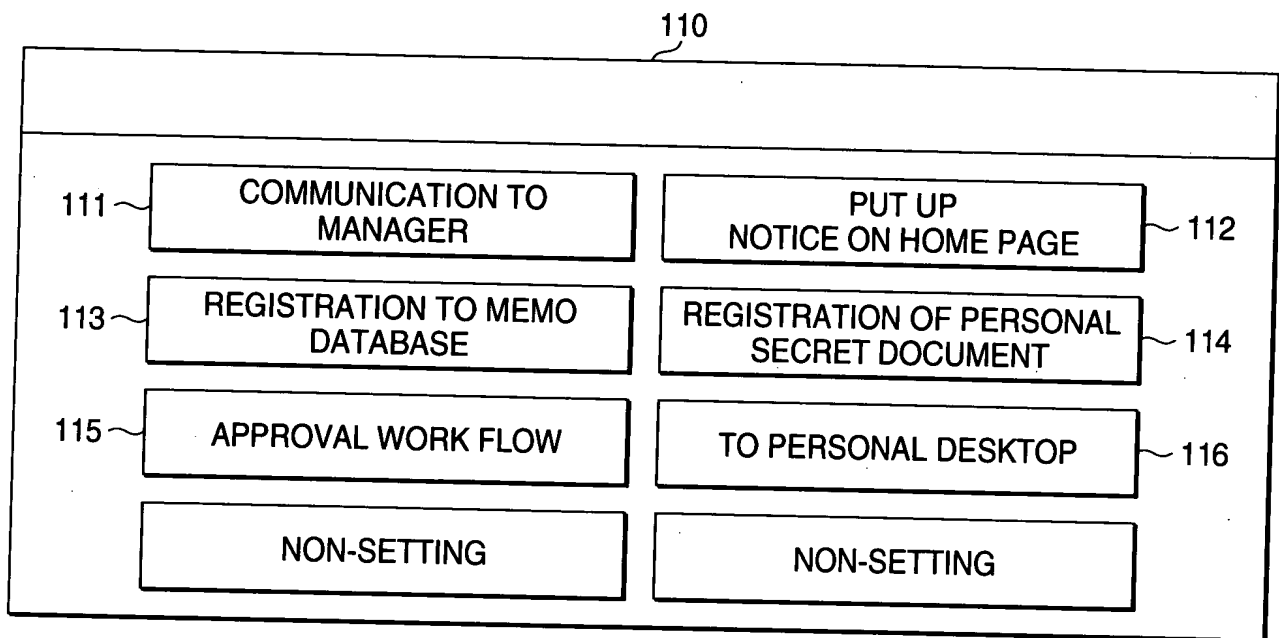 110
111
COMMUNICATION TO
MANAGER
PUT UP
NOTICE ON HOME PAGE
112
113
REGISTRATION TO MEMO
DATABASE
REGISTRATION OF PERSONAL
SECRET DOCUMENT
114
115
APPROVAL WORK FLOW
TO PERSONAL DESKTOP
116
NON-SETTING
NON-SETTING